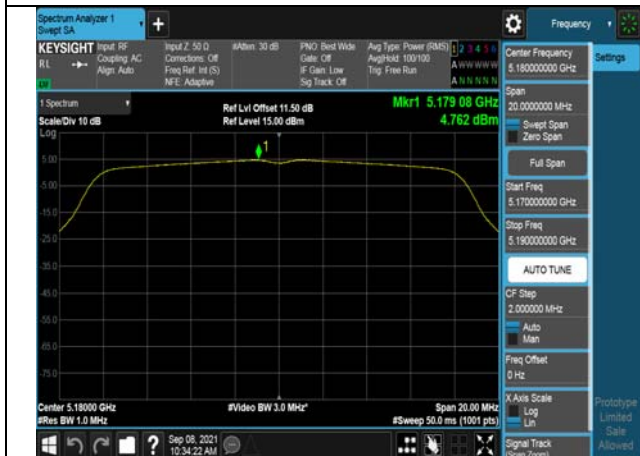 Spectrum Analyzer 1
Swept SA
+
Frequency
KEYSIGHT
RL
Input: RF
Coupling: AC
Align: Auto
Input Z: 50 Ω
Corrections: Off
Freq Ref: Int (S)
NFE: Adaptive
#Atten: 30 dB
PNO: Best Wide
Gate: Off
IF Gain: Low
Sig Track: Off
Avg Type: Power (RMS)
Avg|Hold: 100/100
Trig: Free Run
1 2 3 4 5 6
A W W W W W
A N N N N N
1 Spectrum
Scale/Div 10 dB
Ref Lvl Offset 11.50 dB
Ref Level 15.00 dBm
Mkr1 5.179 08 GHz
4.762 dBm
Log
1
5.00
-5.00
-15.0
-25.0
-35.0
-45.0
-55.0
-65.0
-75.0
Center 5.18000 GHz
#Res BW 1.0 MHz
#Video BW 3.0 MHz*
Span 20.00 MHz
#Sweep 50.0 ms (1001 pts)
Sep 08, 2021
10:34:22 AM
?
Center Frequency
5.180000000 GHz
Settings
Span
20.0000000 MHz
Swept Span
Zero Span
Full Span
Start Freq
5.170000000 GHz
Stop Freq
5.190000000 GHz
AUTO TUNE
CF Step
2.000000 MHz
Auto
Man
Freq Offset
0 Hz
X Axis Scale
Log
Lin
Signal Track
(Span Zoom)
Prototype
Limited
Sale
Allowed